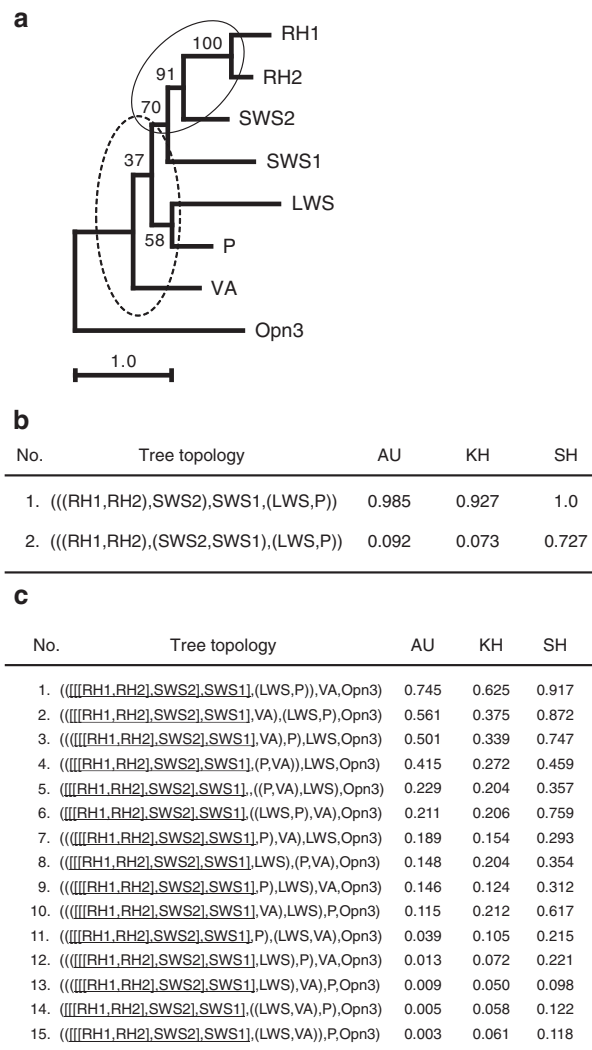 a
RH1
100
RH2
91
SWS2
70
SWS1
37
LWS
58
P
VA
Opn3
1.0
b
No. Tree topology AU KH SH
1. (((RH1,RH2),SWS2),SWS1,(LWS,P)) 0.985 0.927 1.0
2. (((RH1,RH2),(SWS2,SWS1),(LWS,P)) 0.092 0.073 0.727
c
No. Tree topology AU KH SH
1. (([[[RH1,RH2],SWS2],SWS1],(LWS,P)),VA,Opn3) 0.745 0.625 0.917
2. (([[[RH1,RH2],SWS2],SWS1],VA),(LWS,P),Opn3) 0.561 0.375 0.872
3. ((([[[RH1,RH2],SWS2],SWS1],VA),P),LWS,Opn3) 0.501 0.339 0.747
4. (([[[RH1,RH2],SWS2],SWS1],(P,VA)),LWS,Opn3) 0.415 0.272 0.459
5. ([[[RH1,RH2],SWS2],SWS1],,((P,VA),LWS),Opn3) 0.229 0.204 0.357
6. ([[[RH1,RH2],SWS2],SWS1],((LWS,P),VA),Opn3) 0.211 0.206 0.759
7. ((([[[RH1,RH2],SWS2],SWS1],P),VA),LWS,Opn3) 0.189 0.154 0.293
8. (([[[RH1,RH2],SWS2],SWS1],LWS),(P,VA),Opn3) 0.148 0.204 0.354
9. ((([[[RH1,RH2],SWS2],SWS1],P),LWS),VA,Opn3) 0.146 0.124 0.312
10. ((([[[RH1,RH2],SWS2],SWS1],VA),LWS),P,Opn3) 0.115 0.212 0.617
11. (([[[RH1,RH2],SWS2],SWS1],P),(LWS,VA),Opn3) 0.039 0.105 0.215
12. ((([[[RH1,RH2],SWS2],SWS1],LWS),P),VA,Opn3) 0.013 0.072 0.221
13. ((([[[RH1,RH2],SWS2],SWS1],LWS),VA),P,Opn3) 0.009 0.050 0.098
14. ([[[RH1,RH2],SWS2],SWS1],((LWS,VA),P),Opn3) 0.005 0.058 0.122
15. (([[[RH1,RH2],SWS2],SWS1],(LWS,VA)),P,Opn3) 0.003 0.061 0.118